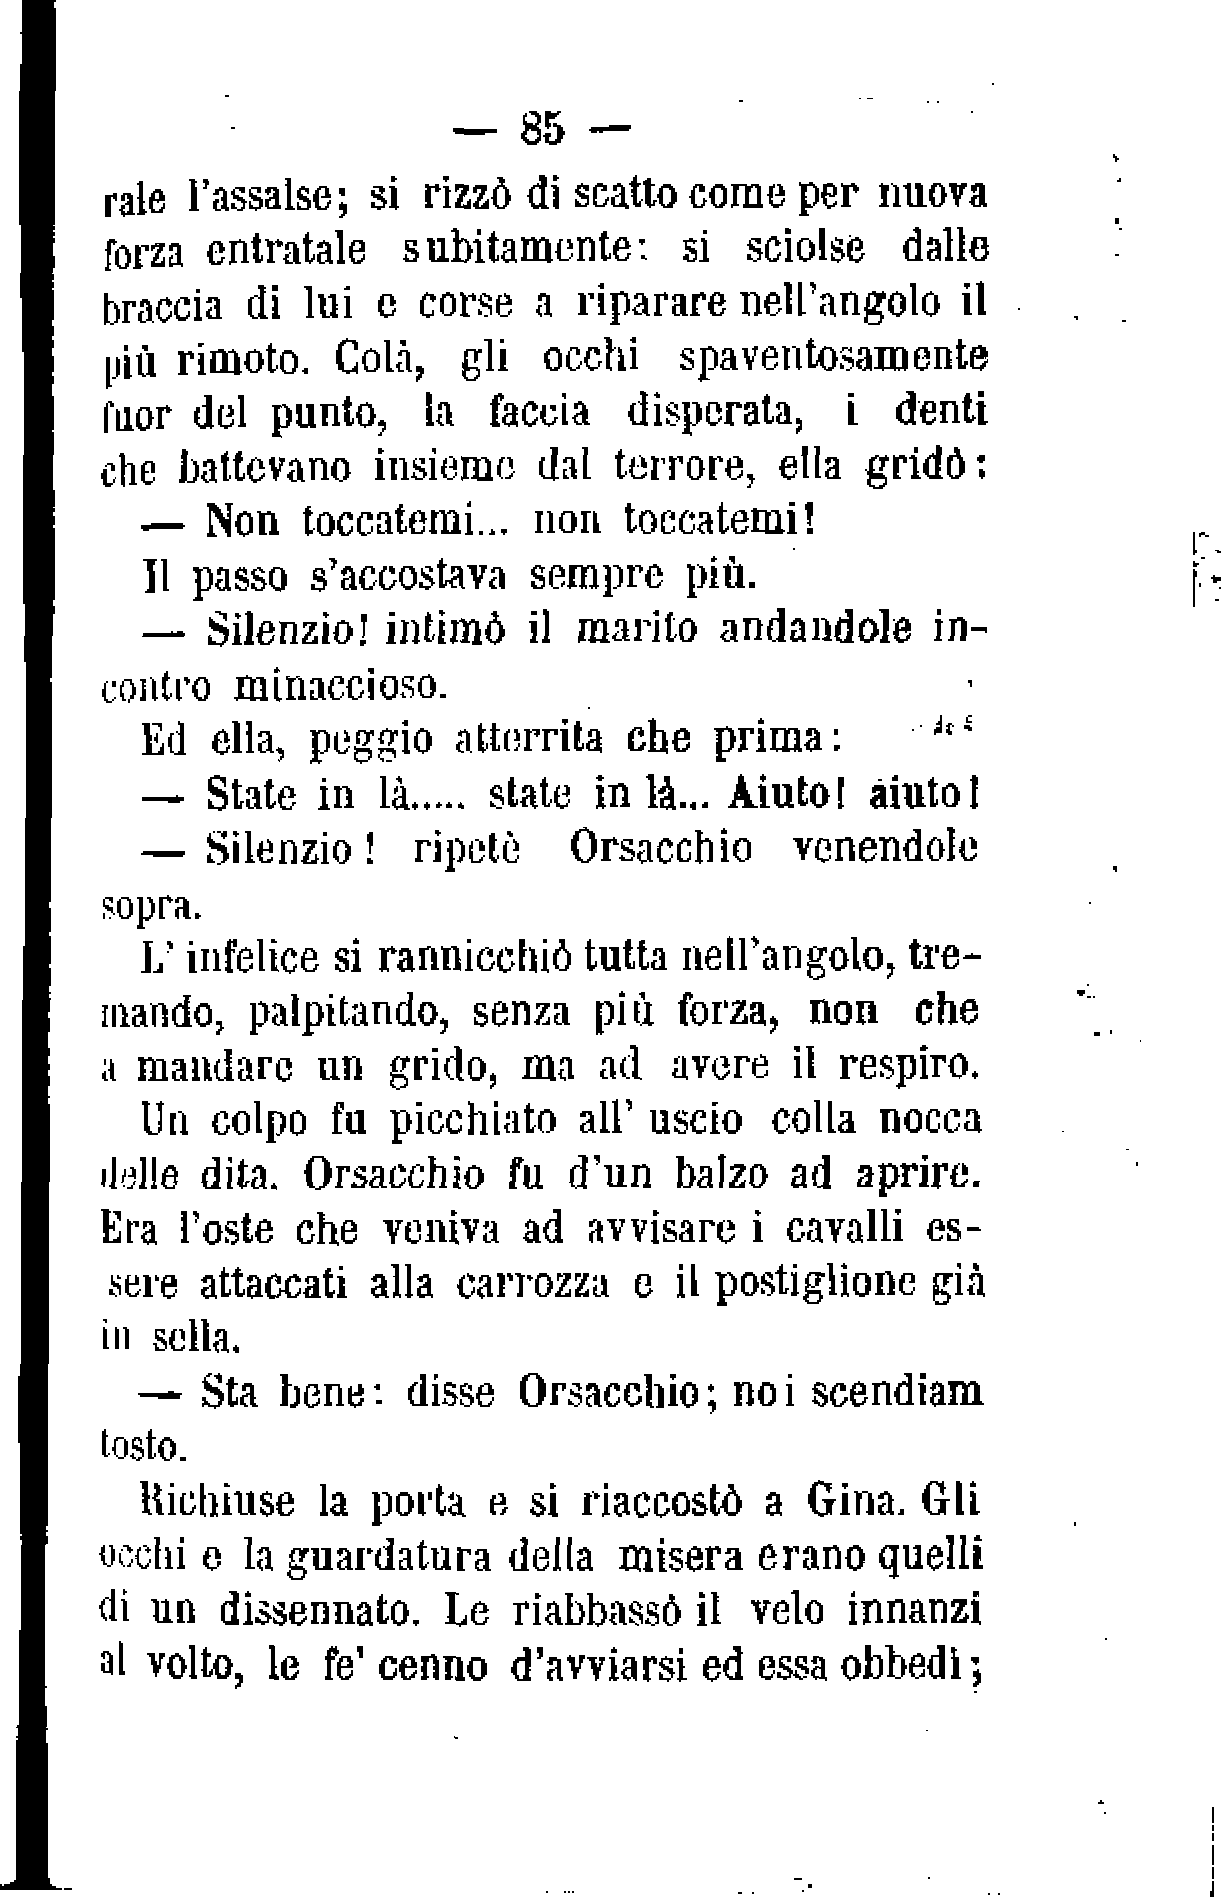 — 85 —
rale l'assalse; si rizzò di scatto come per nuova
forza entratale subitamente: si sciolse dalle
braccia di lui e corse a riparare nell'angolo il
più rimoto. Colà, gli occhi spaventosamente
fuor del punto, la faccia disperata, i denti
che battevano insieme dal terrore, ella gridò:
— Non toccatemi... non toccatemi!
Il passo s'accostava sempre più.
— Silenzio! intimò il marito andandole in-
contro minaccioso.
Ed ella, peggio atterrita che prima:
— State in là..... state in là... Aiuto! aiuto!
— Silenzio! ripetè Orsacchio venendole
sopra.
L' infelice si rannicchiò tutta nell'angolo, tre-
mando, palpitando, senza più forza, non che
a mandare un grido, ma ad avere il respiro.
Un colpo fu picchiato all' uscio colla nocca
delle dita. Orsacchio fu d'un balzo ad aprire.
Era l'oste che veniva ad avvisare i cavalli es-
sere attaccati alla carrozza e il postiglione già
in sella.
— Sta bene: disse Orsacchio; noi scendiam
tosto.
Richiuse la porta e si riaccostò a Gina. Gli
occhi e la guardatura della misera erano quelli
di un dissennato. Le riabbassò il velo innanzi
al volto, le fe' cenno d'avviarsi ed essa obbedì;